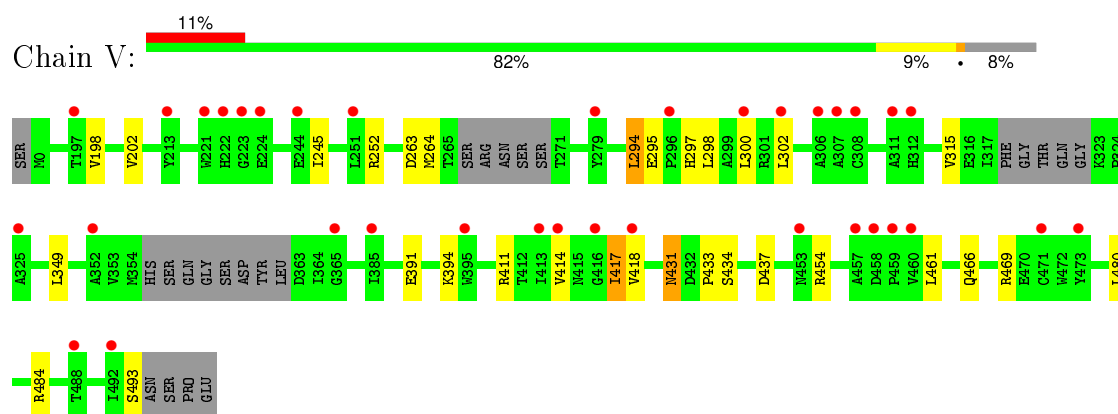 11%
Chain V:
82% 9% • 8%
SER M0 T197 V198 V202 Y213 W221 H222 G223 E224 E244 I245 L251 R252 D263 M264 T265 SER ARG ASN SER SER T271 Y279 L294 E295 P296 H297 L298 A299 L300 R301 L302 A306 A307 C308 A311 H312 V315 E316 I317 PHE GLY THR GLN GLY K323
A325 L349 A352 V353 M354 HIS SER GLN GLY SER ASP TYR LEU D363 I364 G365 I385 E391 K394 W395 R411 T412 I413 V414 N415 G416 I417 V418 N431 D432 P433 S434 D437 N453 R454 A457 D458 P459 V460 L461 Q466 R469 E470 C471 W472 Y473
R484 T488 I492 S493 ASN SER PRO GLU